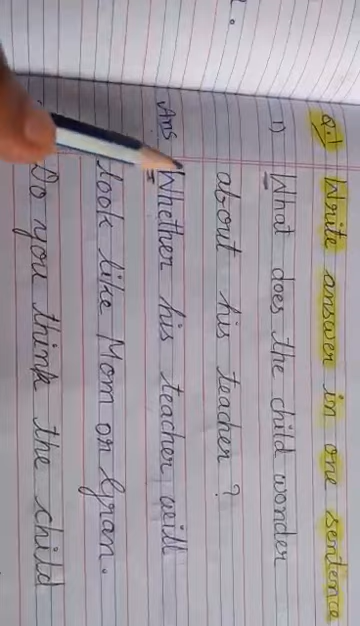 Q.1 Write answer in one sentence
1) What does the child wonder
about his teacher?
Ans Whether his teacher will
look like Mom or Gran.
Do you think the child